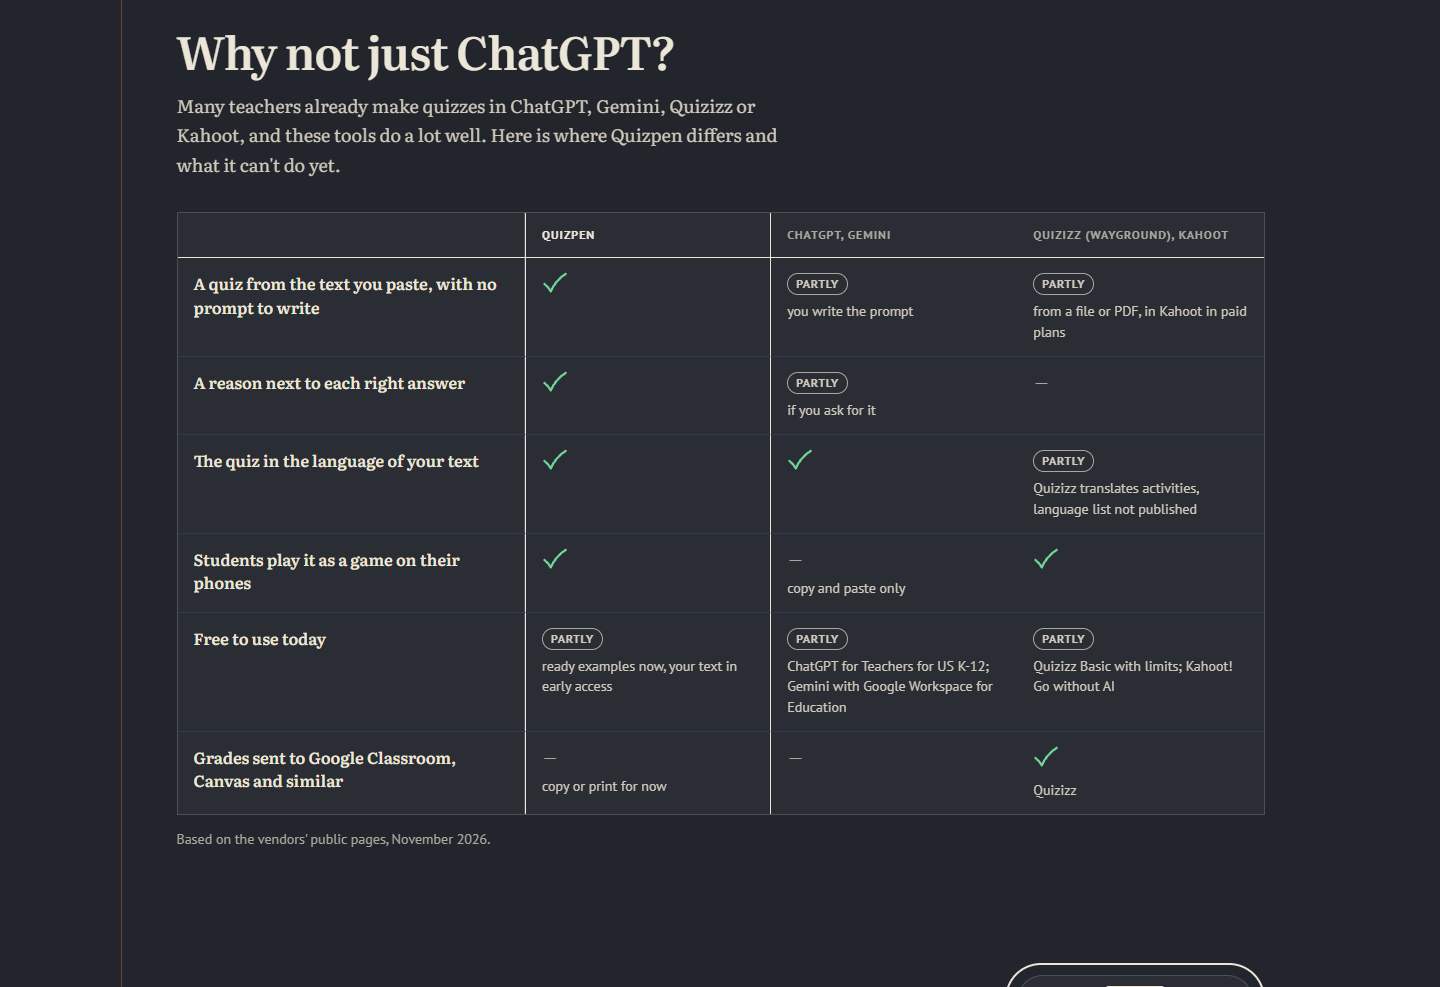 Why not just ChatGPT?
Many teachers already make quizzes in ChatGPT, Gemini, Quizizz or
Kahoot, and these tools do a lot well. Here is where Quizpen differs and
what it can't do yet.
QUIZPEN
CHATGPT, GEMINI
QUIZIZZ (WAYGROUND), KAHOOT
A quiz from the text you paste, with no
prompt to write
PARTLY
you write the prompt
PARTLY
from a file or PDF, in Kahoot in paid
plans
A reason next to each right answer
PARTLY
if you ask for it
—
The quiz in the language of your text
PARTLY
Quizizz translates activities,
language list not published
Students play it as a game on their
phones
—
copy and paste only
Free to use today
PARTLY
ready examples now, your text in
early access
PARTLY
ChatGPT for Teachers for US K-12;
Gemini with Google Workspace for
Education
PARTLY
Quizizz Basic with limits; Kahoot!
Go without AI
Grades sent to Google Classroom,
Canvas and similar
—
copy or print for now
—
Quizizz
Based on the vendors' public pages, November 2026.